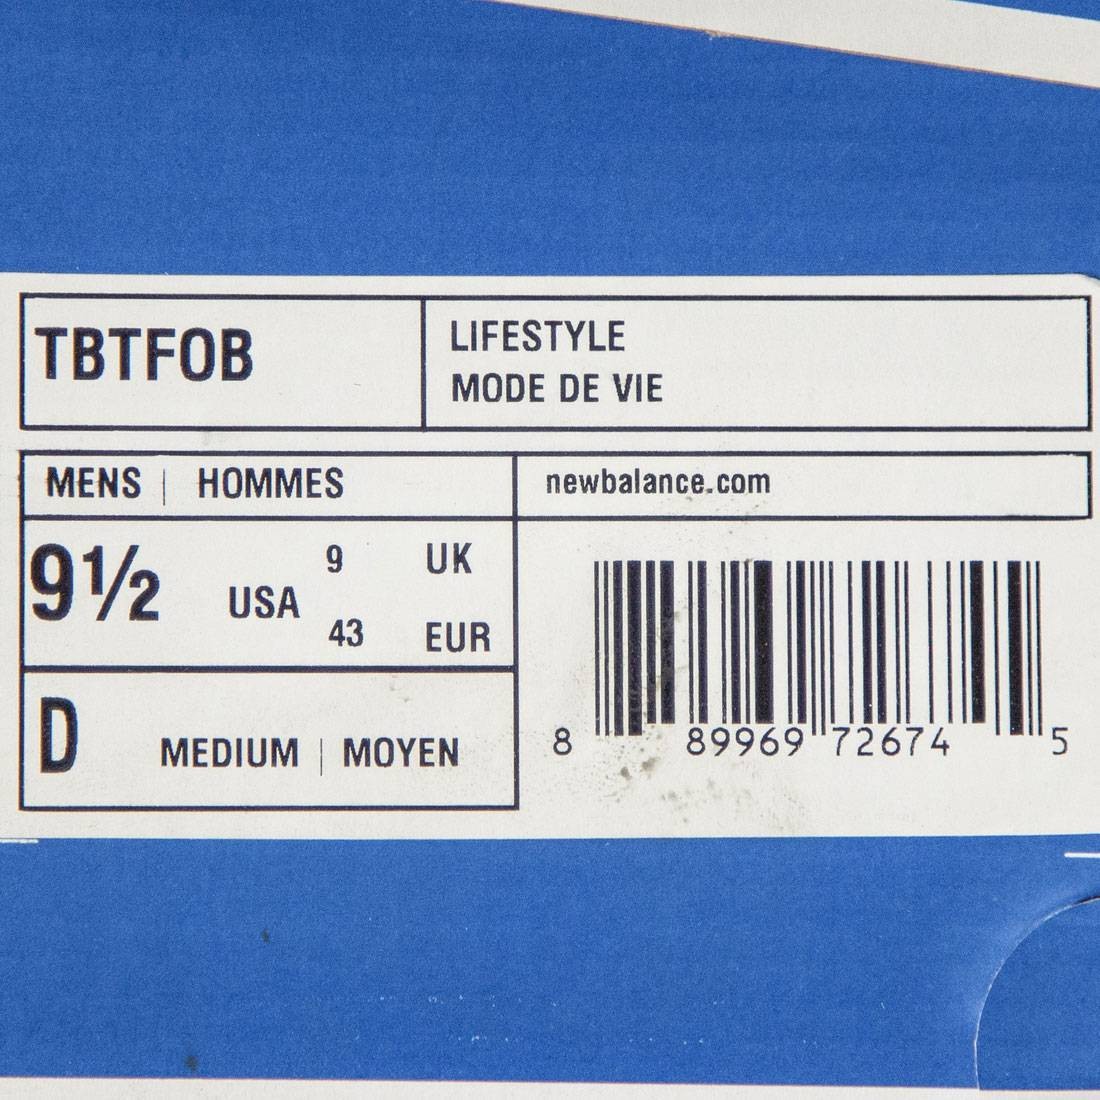 TBTFOB
LIFESTYLE
MODE DE VIE
MENS | HOMMES
newbalance.com
9½ USA
9 UK
43 EUR
D
MEDIUM | MOYEN
8 89969 72674 5